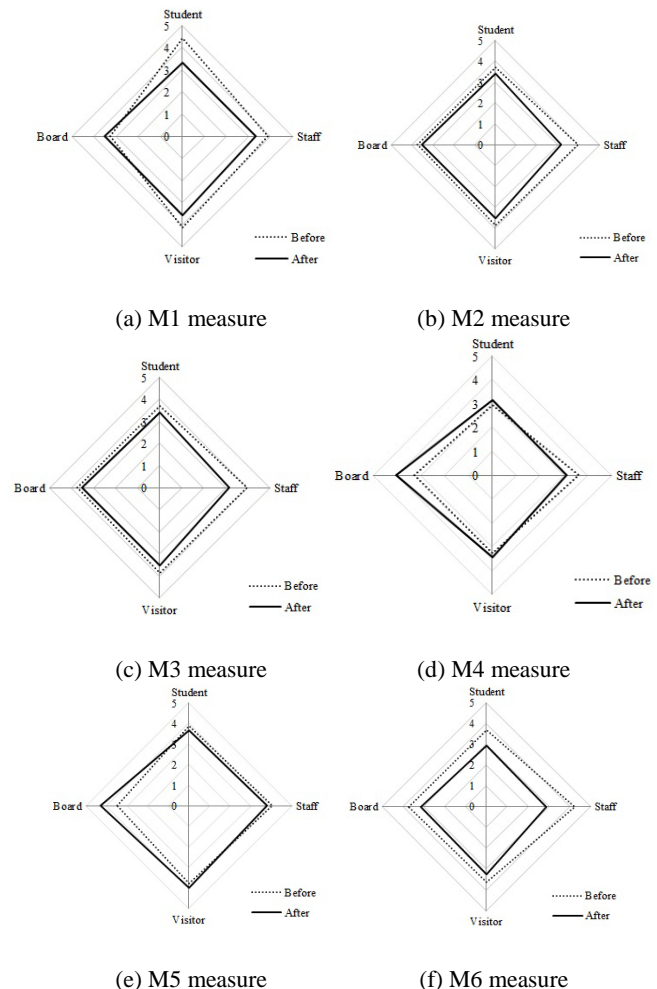 Student
5
4
3
2
1
0
Board
Staff
Visitor
Before
After
(a) M1 measure
Student
5
4
3
2
1
0
Board
Staff
Visitor
Before
After
(b) M2 measure
Student
5
4
3
2
1
0
Board
Staff
Visitor
Before
After
(c) M3 measure
Student
5
4
3
2
1
0
Board
Staff
Visitor
Before
After
(d) M4 measure
Student
5
4
3
2
1
0
Board
Staff
Visitor
Before
After
(e) M5 measure
Student
5
4
3
2
1
0
Board
Staff
Visitor
Before
After
(f) M6 measure